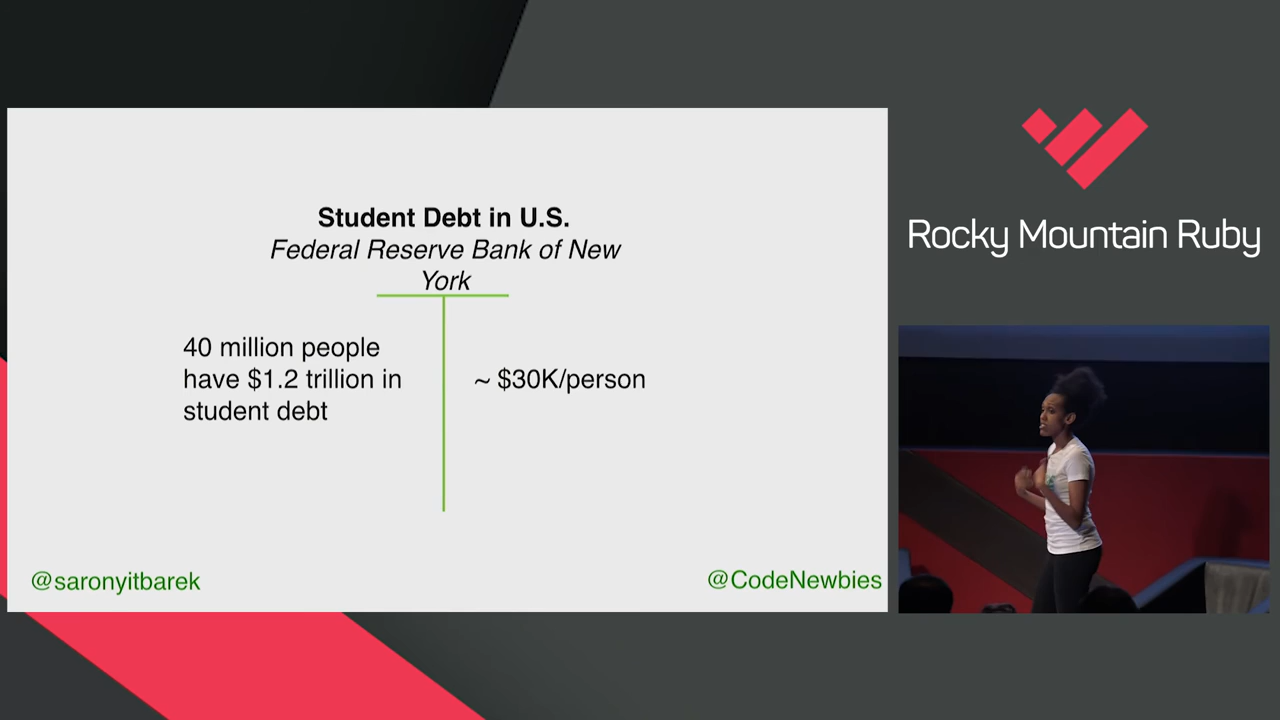 Student Debt in U.S.
Federal Reserve Bank of New
York
40 million people
have $1.2 trillion in
student debt
~ $30K/person
@saronyitbarek
@CodeNewbies
Rocky Mountain Ruby